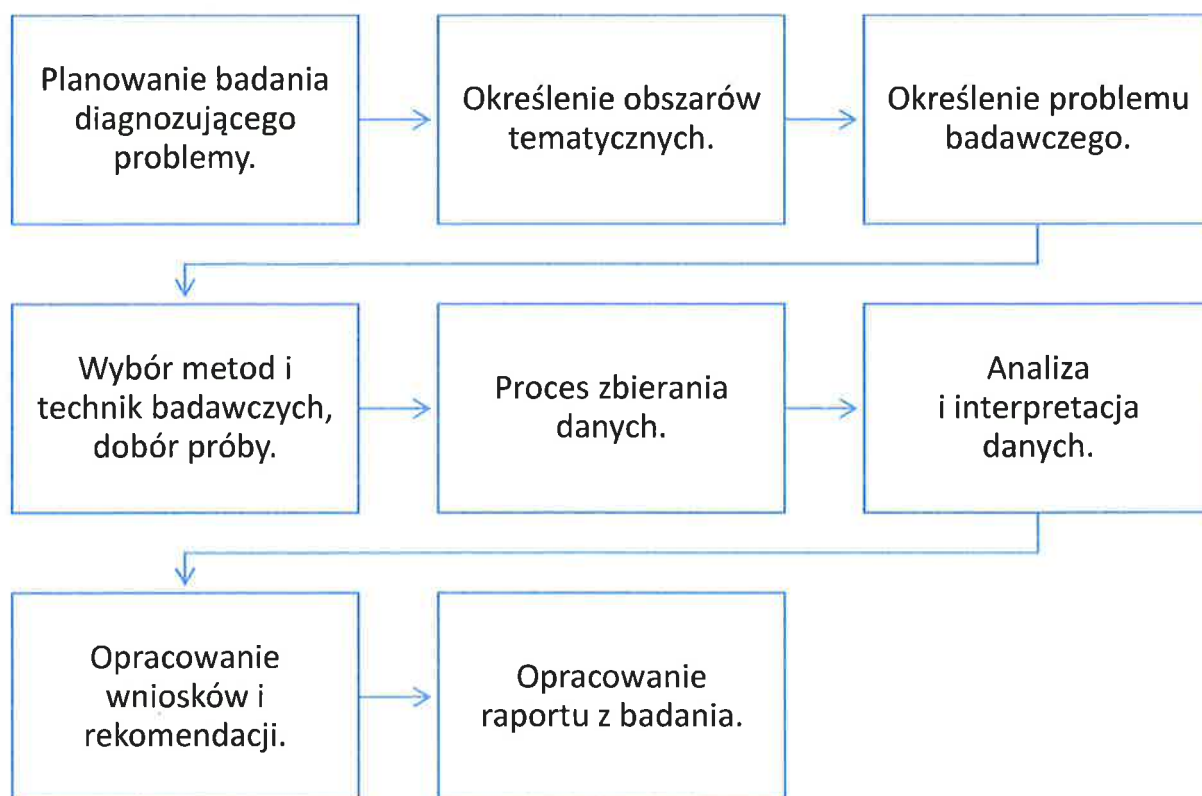 Planowanie badania
diagnozującego
problemy.
Określenie obszarów
tematycznych.
Określenie problemu
badawczego.
Wybór metod i
technik badawczych,
dobór próby.
Proces zbierania
danych.
Analiza
i interpretacja
danych.
Opracowanie
wniosków i
rekomendacji.
Opracowanie
raportu z badania.